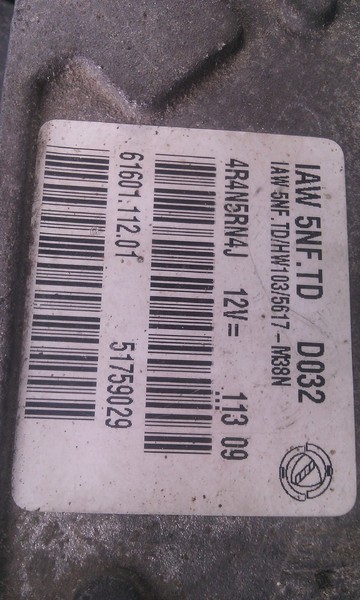 IAW 5NF.TD D032
IAW 5NF.TD/HW103/5617-M38N
4R4N5RN4J 12V= 113 09
61601.112.01 51759029